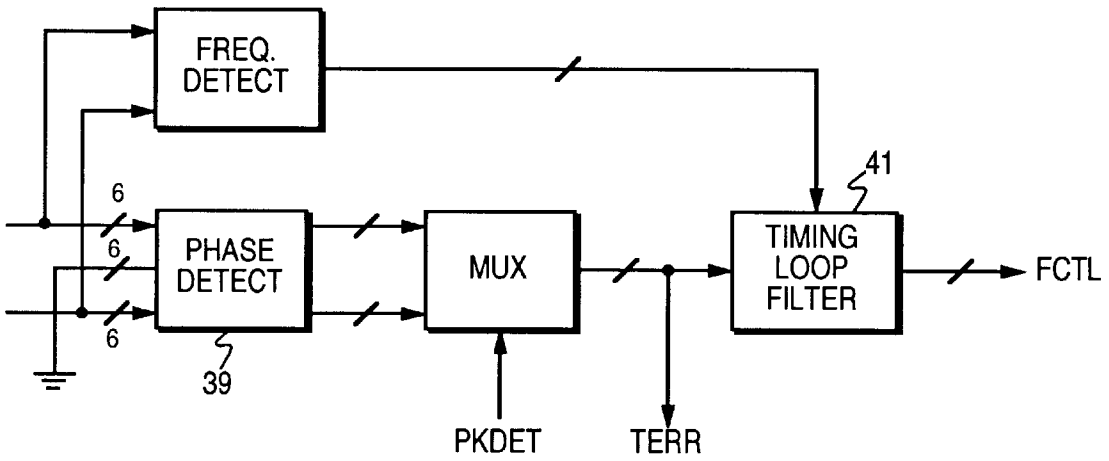 FREQ.
DETECT
41
6
6
6
PHASE
DETECT
MUX
TIMING
LOOP
FILTER
FCTL
39
PKDET
TERR